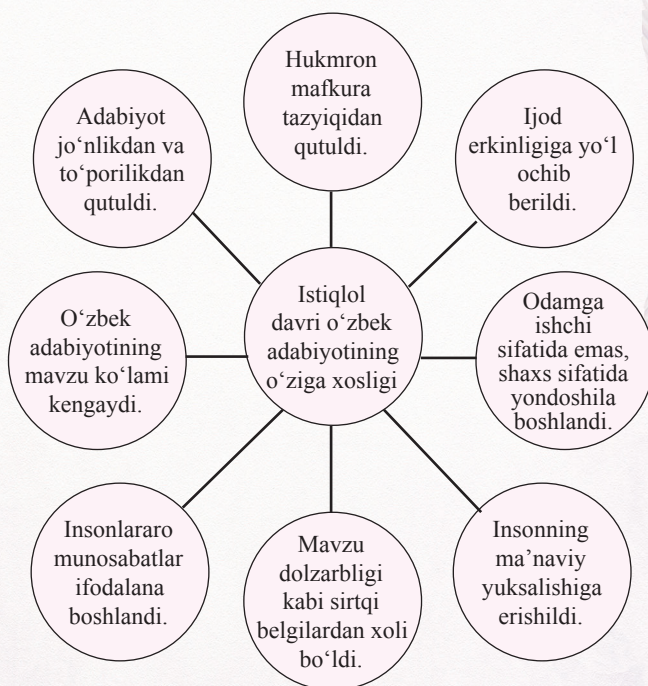 Hukmron
mafkura
tazyiqidan
qutuldi.
Adabiyot
jo‘nlikdan va
to‘porilikdan
qutuldi.
Ijod
erkinligiga yo‘l
ochib
berildi.
Istiqlol
davri o‘zbek
adabiyotining
o‘ziga xosligi
O‘zbek
adabiyotining
mavzu ko‘lami
kengaydi.
Odamga
ishchi
sifatida emas,
shaxs sifatida
yondoshila
boshlandi.
Insonlararo
munosabatlar
ifodalana
boshlandi.
Mavzu
dolzarbligi
kabi sirtqi
belgilardan xoli
bo‘ldi.
Insonning
ma’naviy
yuksalishiga
erishildi.